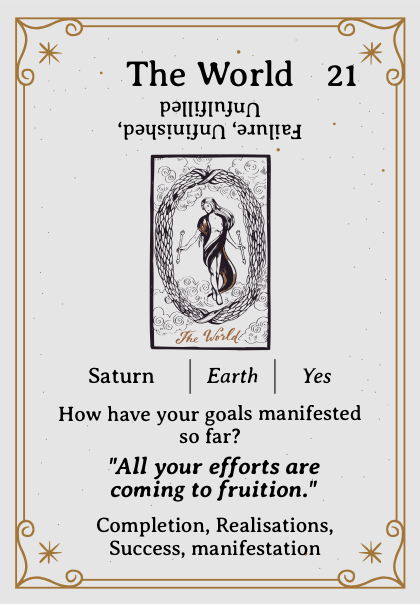 The World 21
Failure, Unfinished,
Unfulfilled
The World
Saturn Earth Yes
How have your goals manifested
so far?
"All your efforts are
coming to fruition."
Completion, Realisations,
Success, manifestation